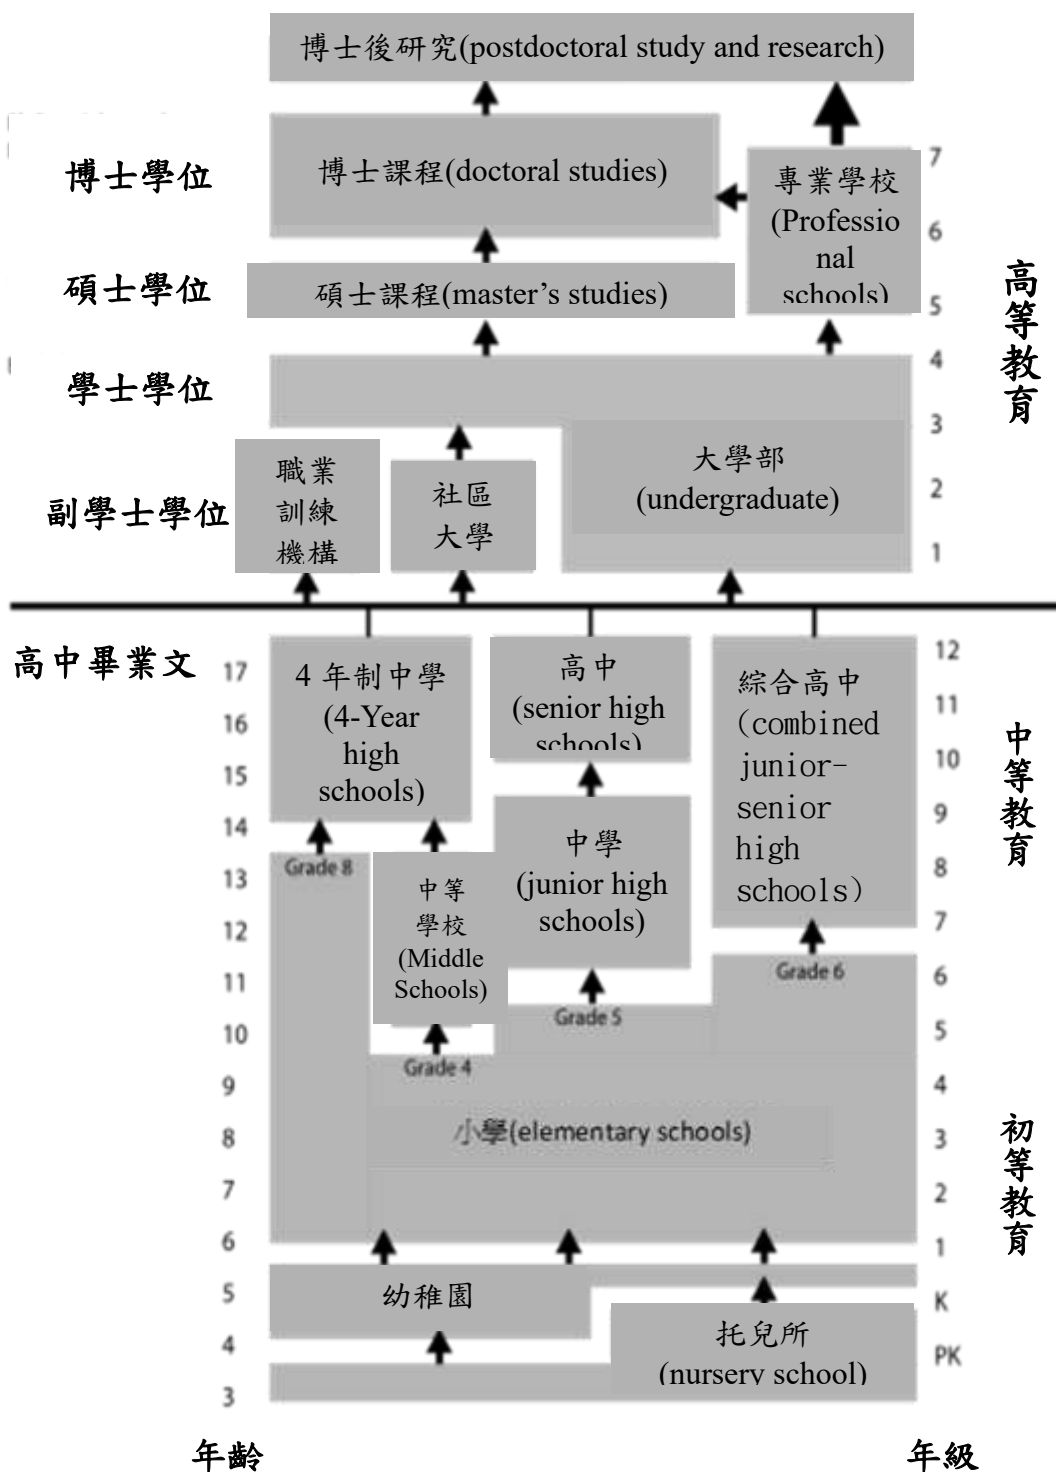 博士後研究(postdoctoral study and research)
博士學位
博士課程(doctoral studies)
專業學校
(Professio
nal
schools)
7
6
5
碩士學位
碩士課程(master's studies)
高等教育
學士學位
4
3
2
1
大學部
(undergraduate)
副學士學位
職業
訓練
機構
社區
大學
高中畢業文
17
16
15
14
13
12
11
10
9
8
7
6
5
4
3
4 年制中學
(4-Year
high
schools)
高中
(senior high
schools)
綜合高中
(combined
junior-
senior
high
schools)
12
11
10
9
8
7
6
5
4
3
2
1
K
PK
中等教育
Grade 8
中等
學校
(Middle
Schools)
中學
(junior high
schools)
Grade 6
Grade 5
Grade 4
小學(elementary schools)
初等教育
幼稚園
托兒所
(nursery school)
年齡
年級